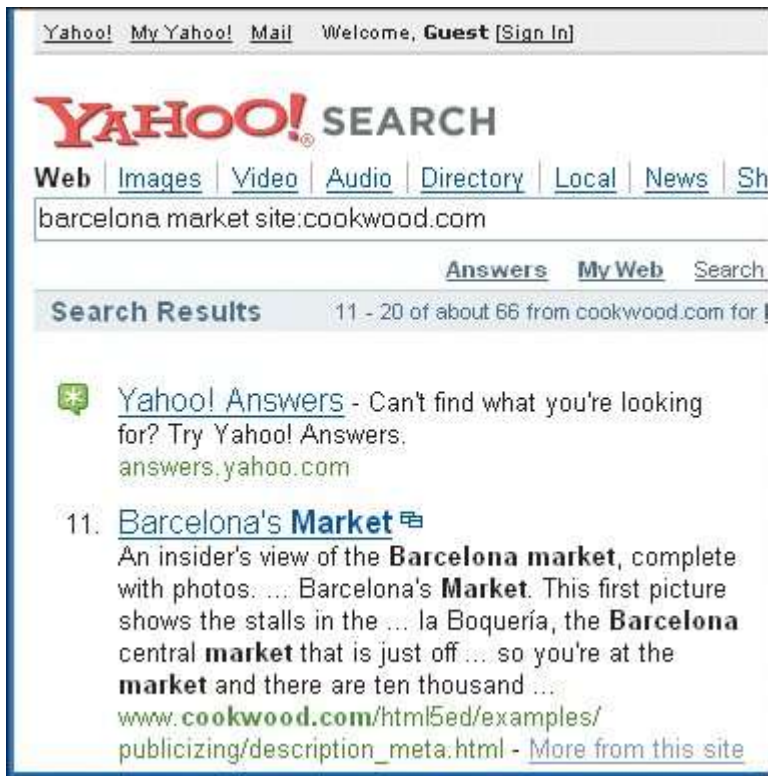 Yahoo! My Yahoo! Mail Welcome, Guest [Sign In]
YAHOO! SEARCH
Web Images Video Audio Directory Local News Sh
barcelona market site:cookwood.com
Answers My Web Search
Search Results 11 - 20 of about 66 from cookwood.com for
Yahoo! Answers - Can't find what you're looking
for? Try Yahoo! Answers.
answers.yahoo.com
11. Barcelona's Market
An insider's view of the Barcelona market, complete
with photos. ... Barcelona's Market. This first picture
shows the stalls in the ... la Boquería, the Barcelona
central market that is just off ... so you're at the
market and there are ten thousand ...
www.cookwood.com/html5ed/examples/
publicizing/description_meta.html - More from this site